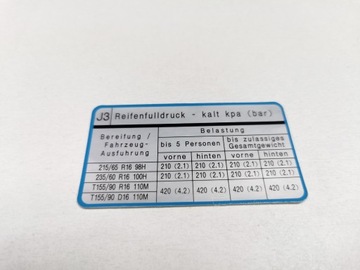 J3 Reifenfulldruck - kalt kpa (bar)
Bereifung / Fahrzeug- Ausfuhrung
Belastung
bis 5 Personen bis zulassiges Gesamtgewicht
vorne hinten vorne hinten
215/65 R16 98H 210 (2.1) 210 (2.1) 210 (2.1) 210 (2.1)
235/60 R16 100H 210 (2.1) 210 (2.1) 210 (2.1) 210 (2.1)
T155/90 R16 110M 420 (4.2) 420 (4.2) 420 (4.2) 420 (4.2)
T155/90 D16 110M